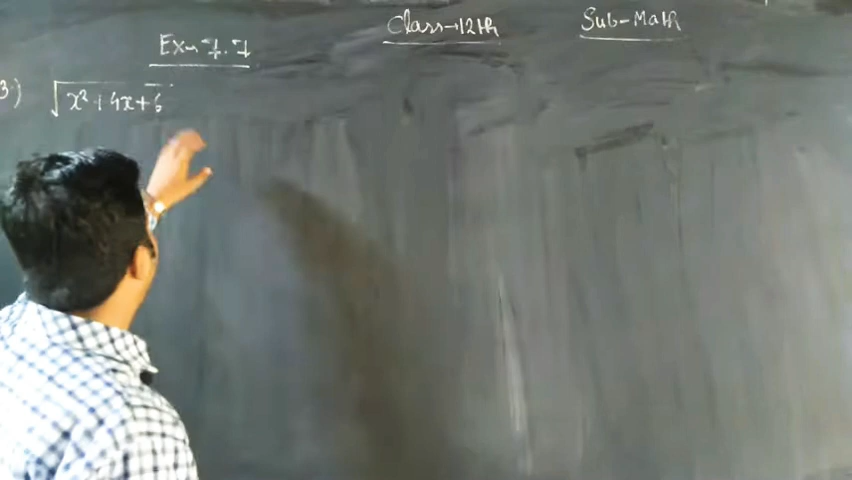 Class→12th Sub-Math
Ex→7.7
3) √x²+4x+6